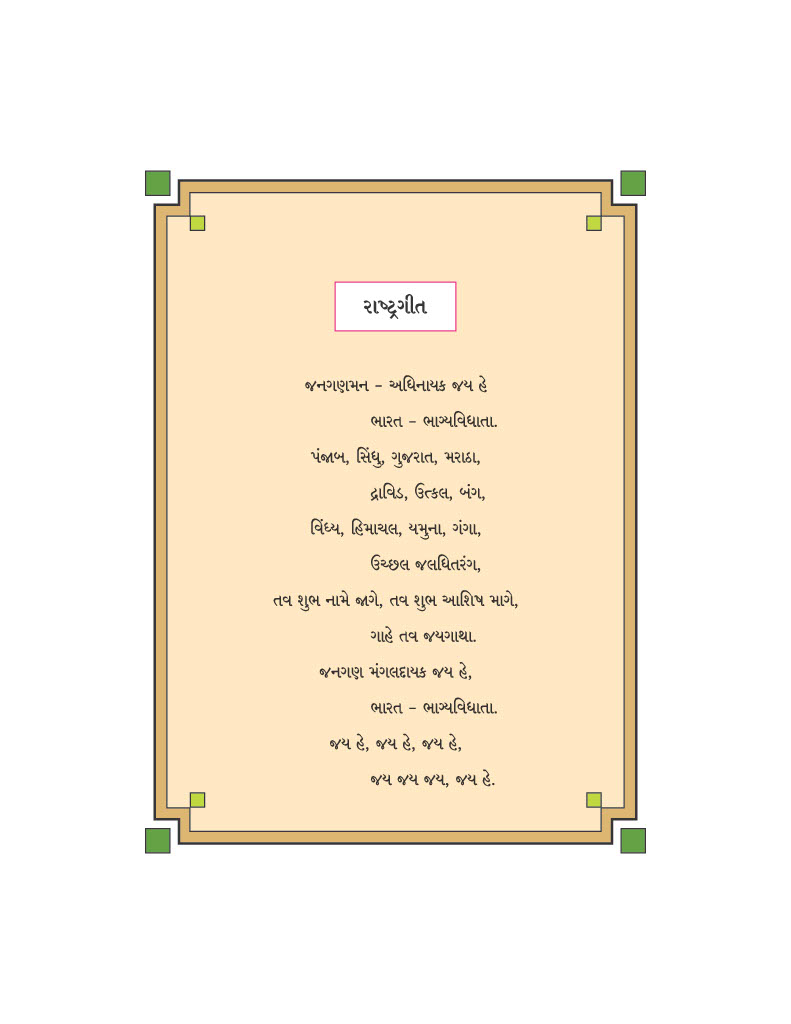 રાષ્ટ્રગીત
જનગણમન – અધિનાયક જય હે
ભારત – ભાગ્યવિધાતા.
પંજાબ, સિંધુ, ગુજરાત, મરાઠા,
દ્રાવિડ, ઉત્કલ, બંગ,
વિંધ્ય, હિમાચલ, યમુના, ગંગા,
ઉચ્છલ જલધિતરંગ,
તવ શુભ નામે જાગે, તવ શુભ આશિષ માગે,
ગાહે તવ જયગાથા.
જનગણ મંગલદાયક જય હે,
ભારત – ભાગ્યવિધાતા.
જય હે, જય હે, જય હે,
જય જય જય, જય હે.